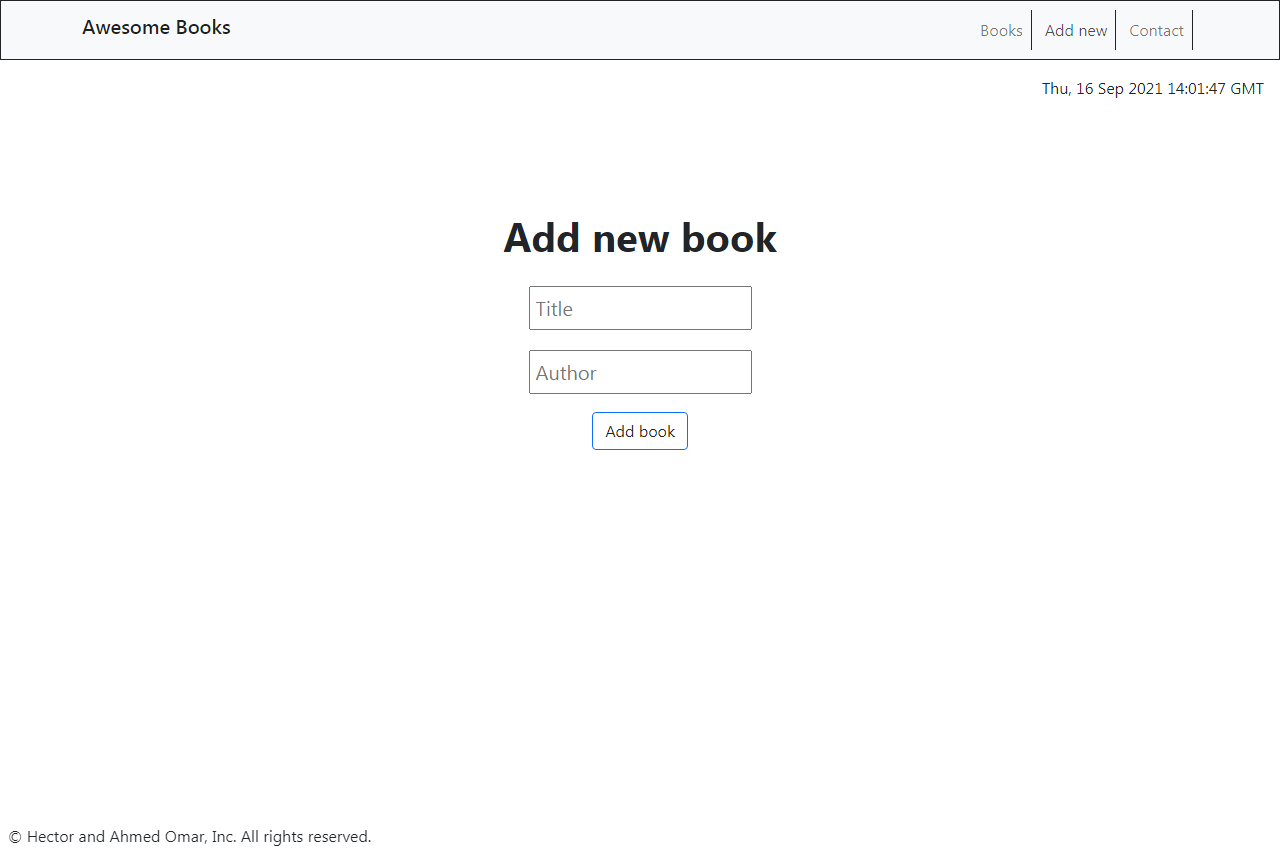 Awesome Books
Books Add new Contact
Thu, 16 Sep 2021 14:01:47 GMT
Add new book
Title
Author
Add book
© Hector and Ahmed Omar, Inc. All rights reserved.